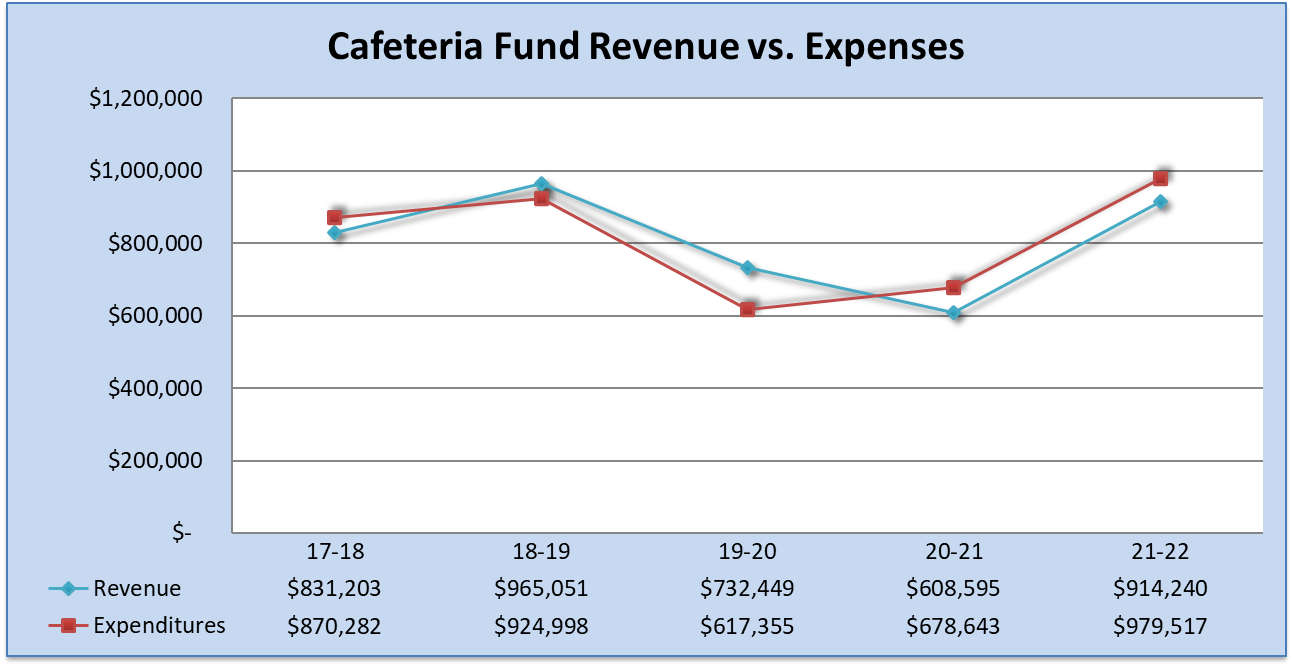 Cafeteria Fund Revenue vs. Expenses
$1,200,000
$1,000,000
$800,000
$600,000
$400,000
$200,000
$-
17-18 18-19 19-20 20-21 21-22
Revenue $831,203 $965,051 $732,449 $608,595 $914,240
Expenditures $870,282 $924,998 $617,355 $678,643 $979,517